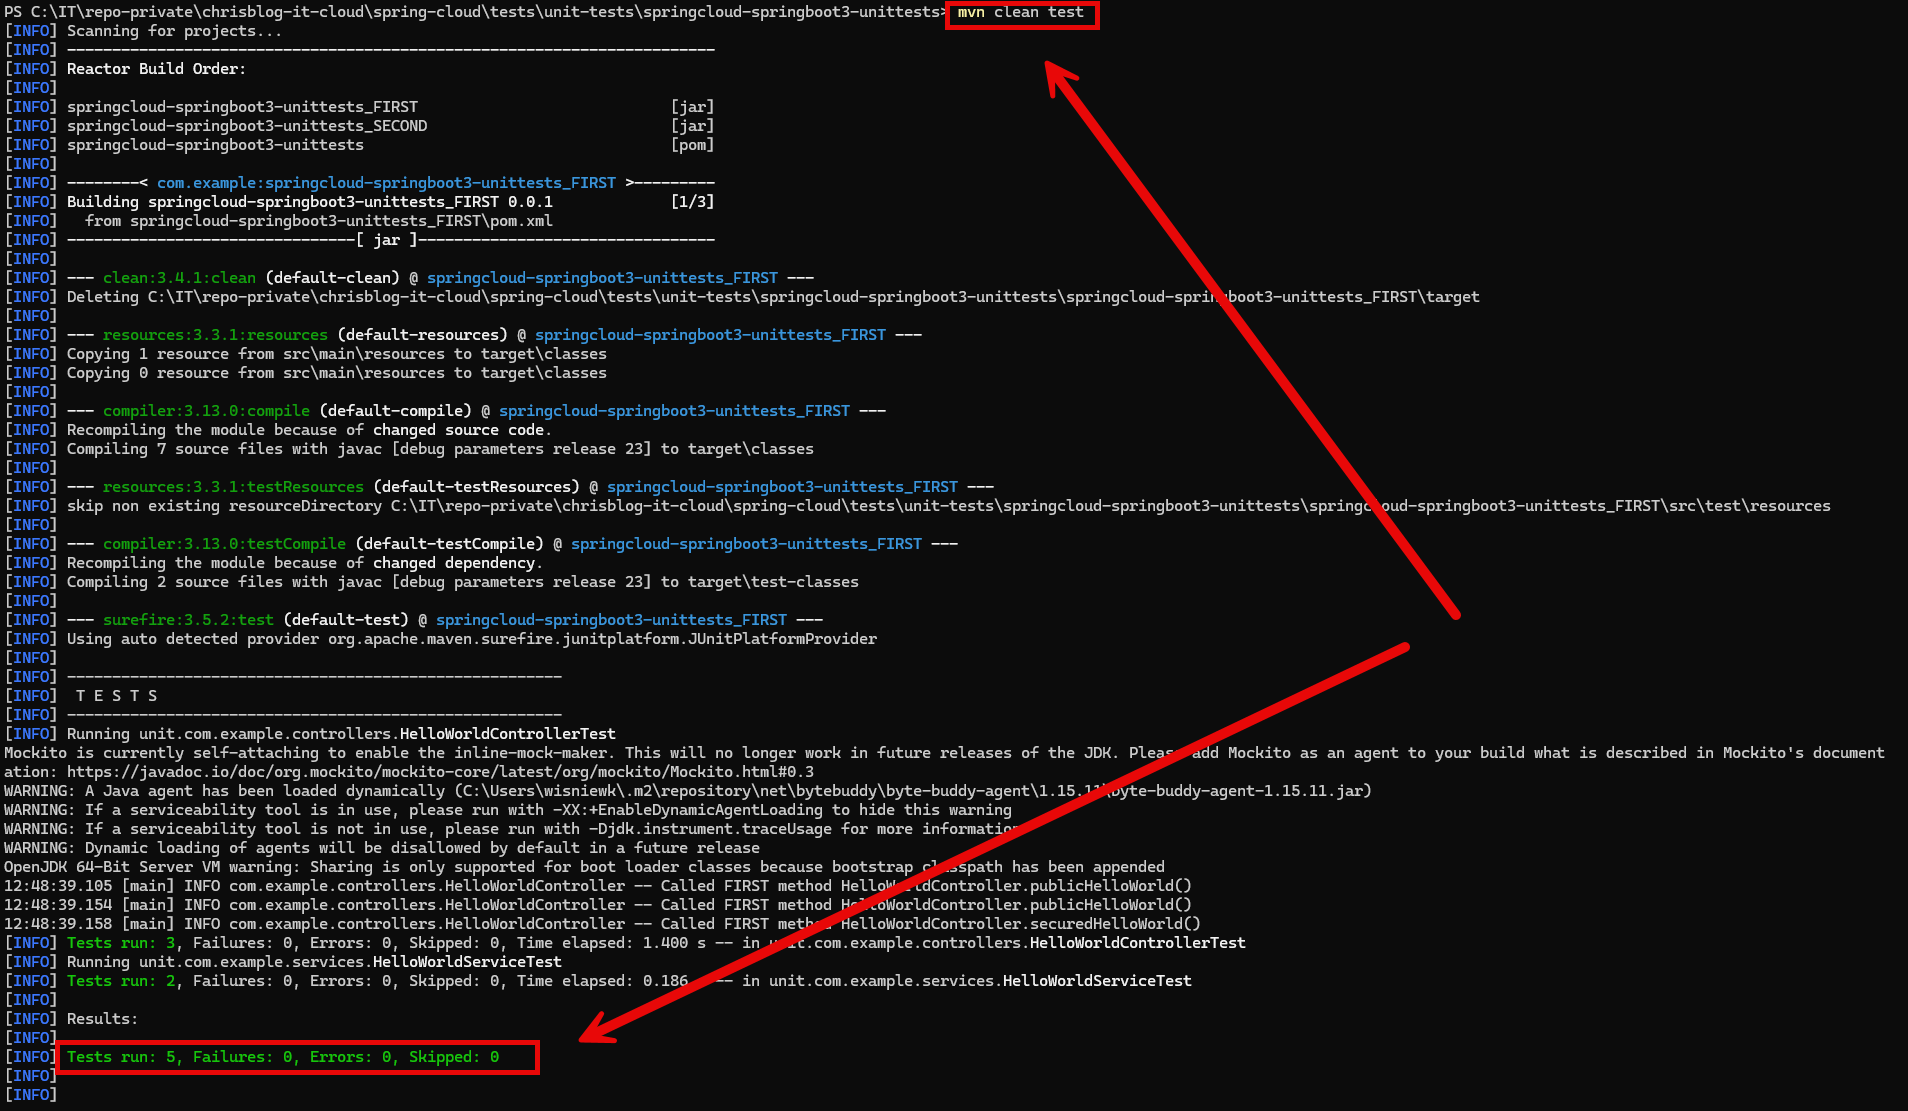 PS C:\IT\repo-private\chrisblog-it-cloud\spring-cloud\tests\unit-tests\springcloud-springboot3-unittests> mvn clean test
[INFO] Scanning for projects...
[INFO] ------------------------------------------------------------------------
[INFO] Reactor Build Order:
[INFO]
[INFO] springcloud-springboot3-unittests_FIRST                            [jar]
[INFO] springcloud-springboot3-unittests_SECOND                           [jar]
[INFO] springcloud-springboot3-unittests                                  [pom]
[INFO]
[INFO] ---------< com.example:springcloud-springboot3-unittests_FIRST >---------
[INFO] Building springcloud-springboot3-unittests_FIRST 0.0.1             [1/3]
[INFO]   from springcloud-springboot3-unittests_FIRST\pom.xml
[INFO] --------------------------------[ jar ]---------------------------------
[INFO]
[INFO] --- clean:3.4.1:clean (default-clean) @ springcloud-springboot3-unittests_FIRST ---
[INFO] Deleting C:\IT\repo-private\chrisblog-it-cloud\spring-cloud\tests\unit-tests\springcloud-springboot3-unittests\springcloud-springboot3-unittests_FIRST\target
[INFO]
[INFO] --- resources:3.3.1:resources (default-resources) @ springcloud-springboot3-unittests_FIRST ---
[INFO] Copying 1 resource from src\main\resources to target\classes
[INFO] Copying 0 resource from src\main\resources to target\classes
[INFO]
[INFO] --- compiler:3.13.0:compile (default-compile) @ springcloud-springboot3-unittests_FIRST ---
[INFO] Recompiling the module because of changed source code.
[INFO] Compiling 7 source files with javac [debug parameters release 23] to target\classes
[INFO]
[INFO] --- resources:3.3.1:testResources (default-testResources) @ springcloud-springboot3-unittests_FIRST ---
[INFO] skip non existing resourceDirectory C:\IT\repo-private\chrisblog-it-cloud\spring-cloud\tests\unit-tests\springcloud-springboot3-unittests\springcloud-springboot3-unittests_FIRST\src\test\resources
[INFO]
[INFO] --- compiler:3.13.0:testCompile (default-testCompile) @ springcloud-springboot3-unittests_FIRST ---
[INFO] Recompiling the module because of changed dependency.
[INFO] Compiling 2 source files with javac [debug parameters release 23] to target\test-classes
[INFO]
[INFO] --- surefire:3.5.2:test (default-test) @ springcloud-springboot3-unittests_FIRST ---
[INFO] Using auto detected provider org.apache.maven.surefire.junitplatform.JUnitPlatformProvider
[INFO]
[INFO] -------------------------------------------------------
[INFO]  T E S T S
[INFO] -------------------------------------------------------
[INFO] Running unit.com.example.controllers.HelloWorldControllerTest
Mockito is currently self-attaching to enable the inline-mock-maker. This will no longer work in future releases of the JDK. Please add Mockito as an agent to your build what is described in Mockito's document
ation: https://javadoc.io/doc/org.mockito/mockito-core/latest/org/mockito/Mockito.html#0.3
WARNING: A Java agent has been loaded dynamically (C:\Users\wisniewk\.m2\repository\net\bytebuddy\byte-buddy-agent\1.15.11\byte-buddy-agent-1.15.11.jar)
WARNING: If a serviceability tool is in use, please run with -XX:+EnableDynamicAgentLoading to hide this warning
WARNING: If a serviceability tool is not in use, please run with -Djdk.instrument.traceUsage for more information
WARNING: Dynamic loading of agents will be disallowed by default in a future release
OpenJDK 64-Bit Server VM warning: Sharing is only supported for boot loader classes because bootstrap classpath has been appended
12:48:39.105 [main] INFO com.example.controllers.HelloWorldController -- Called FIRST method HelloWorldController.publicHelloWorld()
12:48:39.154 [main] INFO com.example.controllers.HelloWorldController -- Called FIRST method HelloWorldController.publicHelloWorld()
12:48:39.158 [main] INFO com.example.controllers.HelloWorldController -- Called FIRST method HelloWorldController.securedHelloWorld()
[INFO] Tests run: 3, Failures: 0, Errors: 0, Skipped: 0, Time elapsed: 1.400 s -- in unit.com.example.controllers.HelloWorldControllerTest
[INFO] Running unit.com.example.services.HelloWorldServiceTest
[INFO] Tests run: 2, Failures: 0, Errors: 0, Skipped: 0, Time elapsed: 0.186 s -- in unit.com.example.services.HelloWorldServiceTest
[INFO]
[INFO] Results:
[INFO]
[INFO] Tests run: 5, Failures: 0, Errors: 0, Skipped: 0
[INFO]
[INFO]